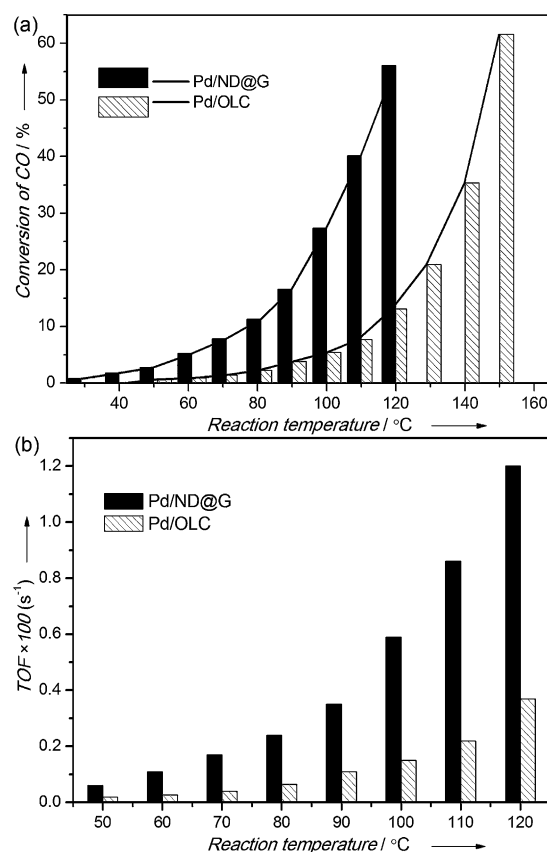 (a)
60
50
40
30
20
10
0
Conversion of CO / %
Pd/ND@G
Pd/OLC
40 60 80 100 120 140 160
Reaction temperature / °C
(b)
1.2
1.0
0.8
0.6
0.4
0.2
0.0
TOF × 100 (s⁻¹)
Pd/ND@G
Pd/OLC
50 60 70 80 90 100 110 120
Reaction temperature / °C